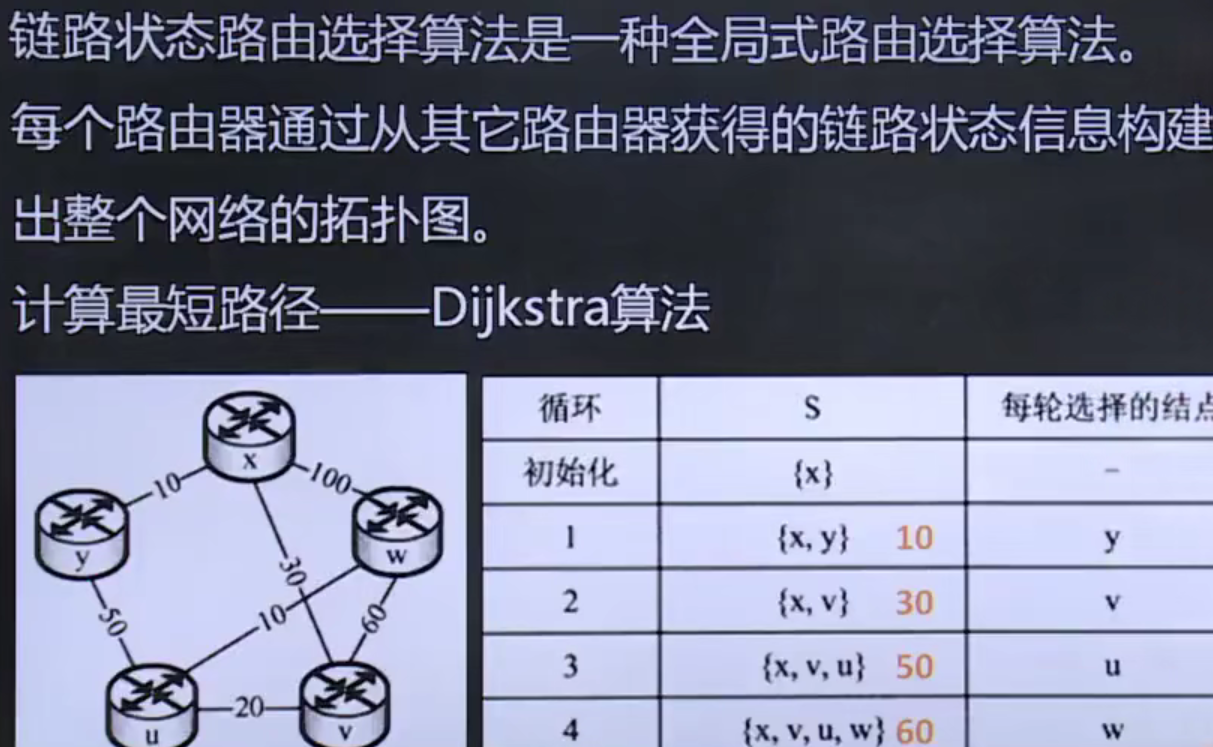 链路状态路由选择算法是一种全局式路由选择算法。
每个路由器通过从其它路由器获得的链路状态信息构建
出整个网络的拓扑图。
计算最短路径——Dijkstra算法
x
10
100
y
w
30
50
10
60
20
u
v
循环 S 每轮选择的结点
初始化 {x} –
1 {x, y} 10 y
2 {x, v} 30 v
3 {x, v, u} 50 u
4 {x, v, u, w} 60 w